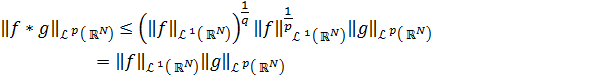 ‖f ∗ g‖_{ℒ^p(ℝ^N)} ≤ (‖f‖_{ℒ^1(ℝ^N)})^{1/q} ‖f‖^{1/p}_{ℒ^1(ℝ^N)} ‖g‖_{ℒ^p(ℝ^N)}
= ‖f‖_{ℒ^1(ℝ^N)} ‖g‖_{ℒ^p(ℝ^N)}